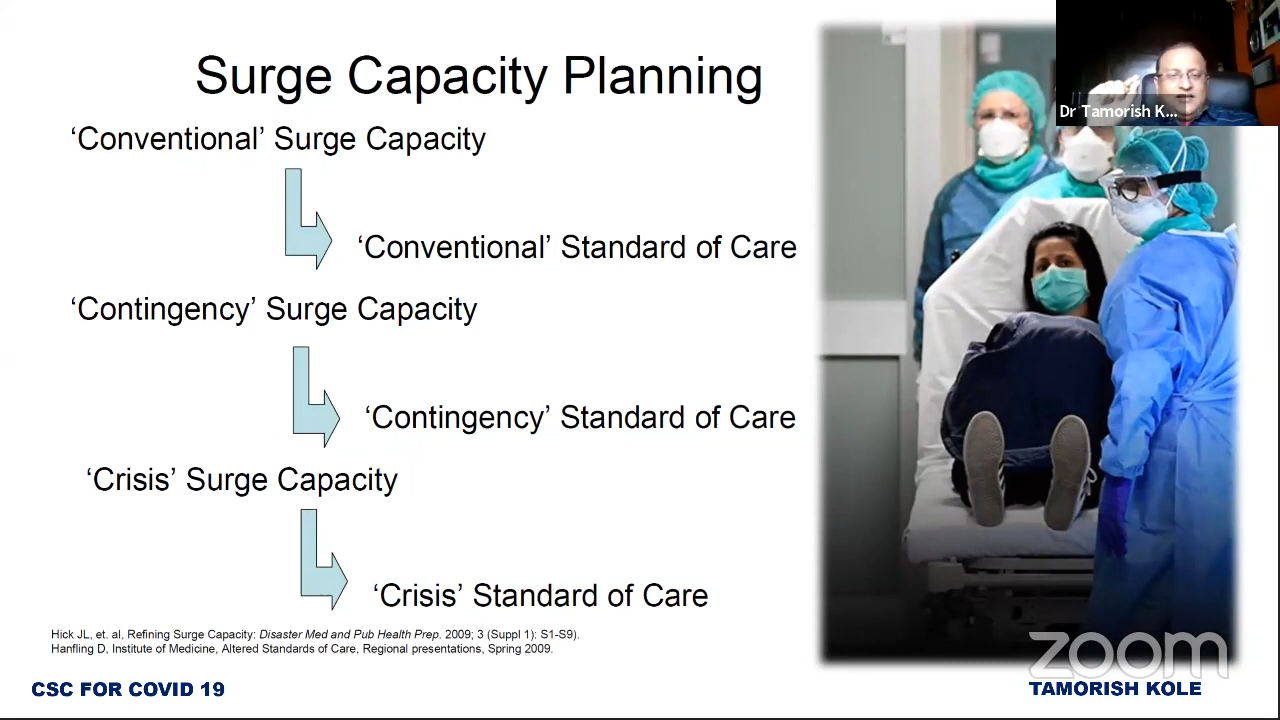 Surge Capacity Planning
‘Conventional’ Surge Capacity
‘Conventional’ Standard of Care
‘Contingency’ Surge Capacity
‘Contingency’ Standard of Care
‘Crisis’ Surge Capacity
‘Crisis’ Standard of Care
Hick JL, et. al, Refining Surge Capacity: Disaster Med and Pub Health Prep. 2009; 3 (Suppl 1): S1-S9).
Hanfling D, Institute of Medicine, Altered Standards of Care, Regional presentations, Spring 2009.
CSC FOR COVID 19
TAMORISH KOLE
Dr Tamorish K...
zoom